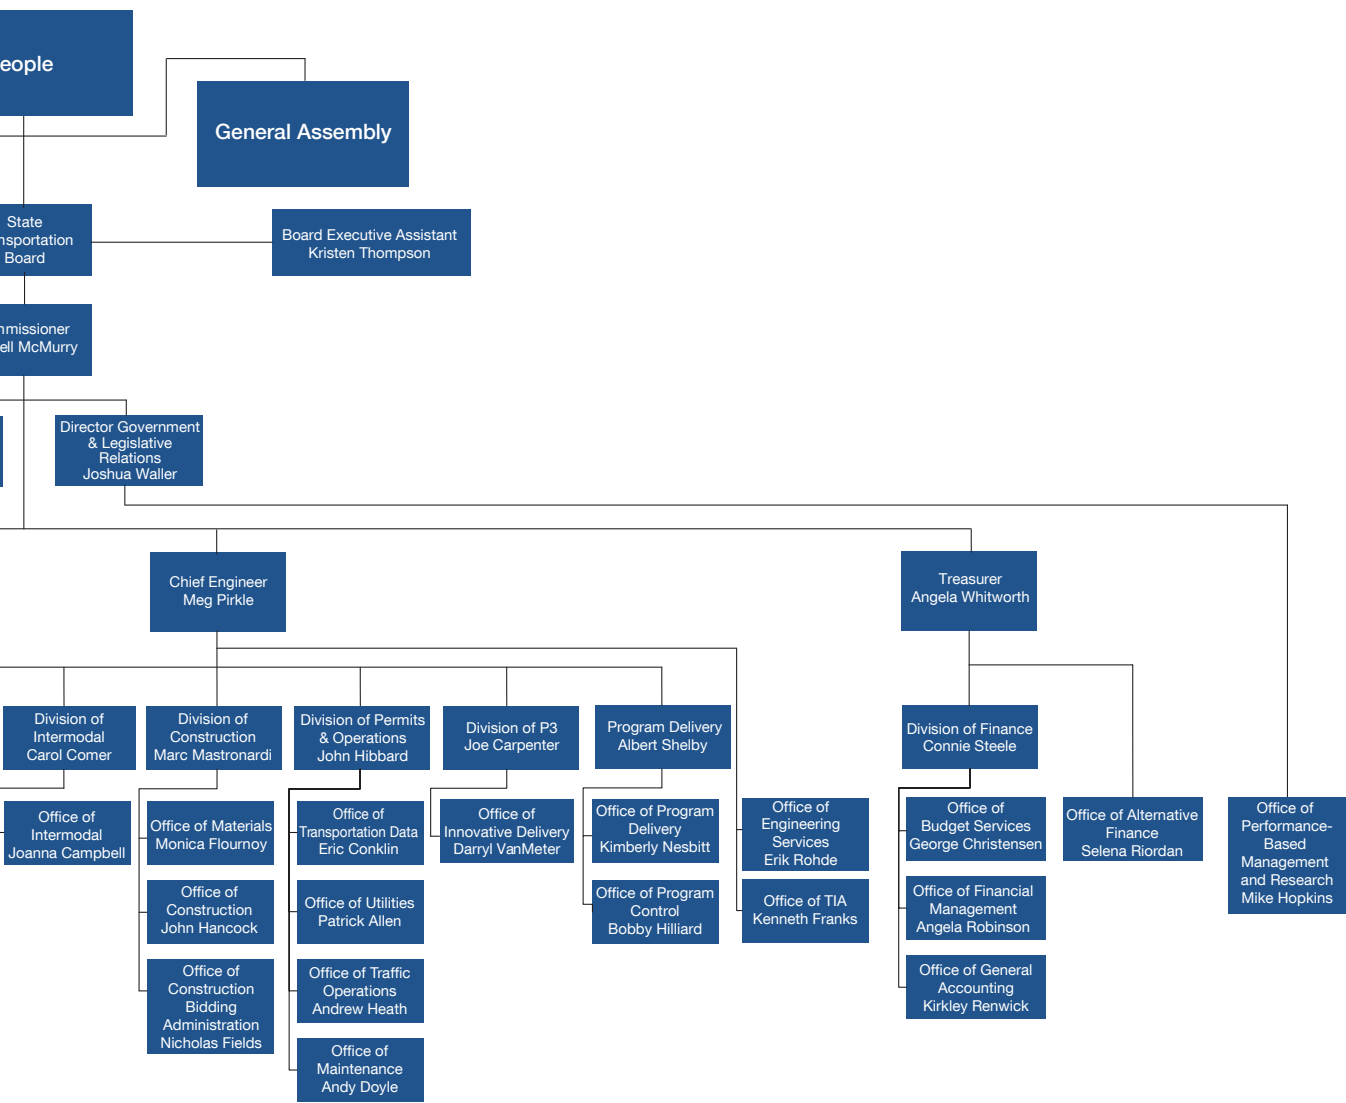 General Assembly
State
Board
Board Executive Assistant
Kristen Thompson
McMurry
Director Government
& Legislative
Relations
Joshua Waller
Chief Engineer
Meg Pirkle
Treasurer
Angela Whitworth
Division of
Intermodal
Carol Comer
Division of
Construction
Marc Mastronardi
Division of Permits
& Operations
John Hibbard
Division of P3
Joe Carpenter
Program Delivery
Albert Shelby
Division of Finance
Connie Steele
Office of
Intermodal
Joanna Campbell
Office of Materials
Monica Flournoy
Office of
Construction
John Hancock
Office of
Construction
Bidding
Administration
Nicholas Fields
Office of
Transportation Data
Eric Conklin
Office of Utilities
Patrick Allen
Office of Traffic
Operations
Andrew Heath
Office of
Maintenance
Andy Doyle
Office of
Innovative Delivery
Darryl VanMeter
Office of Program
Delivery
Kimberly Nesbitt
Office of Program
Control
Bobby Hilliard
Office of
Engineering
Services
Erik Rohde
Office of TIA
Kenneth Franks
Office of
Budget Services
George Christensen
Office of Financial
Management
Angela Robinson
Office of General
Accounting
Kirkley Renwick
Office of Alternative
Finance
Selena Riordan
Office of
Performance-
Based
Management
and Research
Mike Hopkins